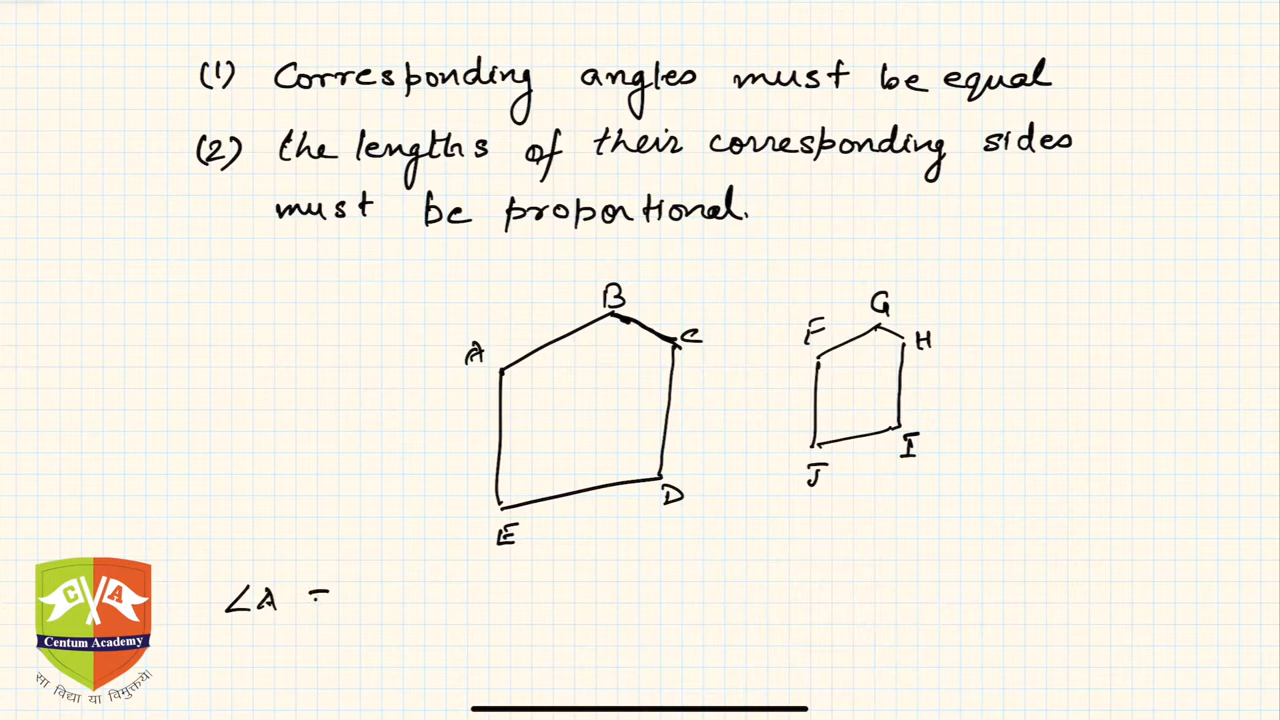 (1) Corresponding angles must be equal
(2) the lengths of their corresponding sides
must be proportional.
B
G
A
C
F
H
E
D
J
I
C A
Centum Academy
सा विद्या या विमुक्तये।
∠A =